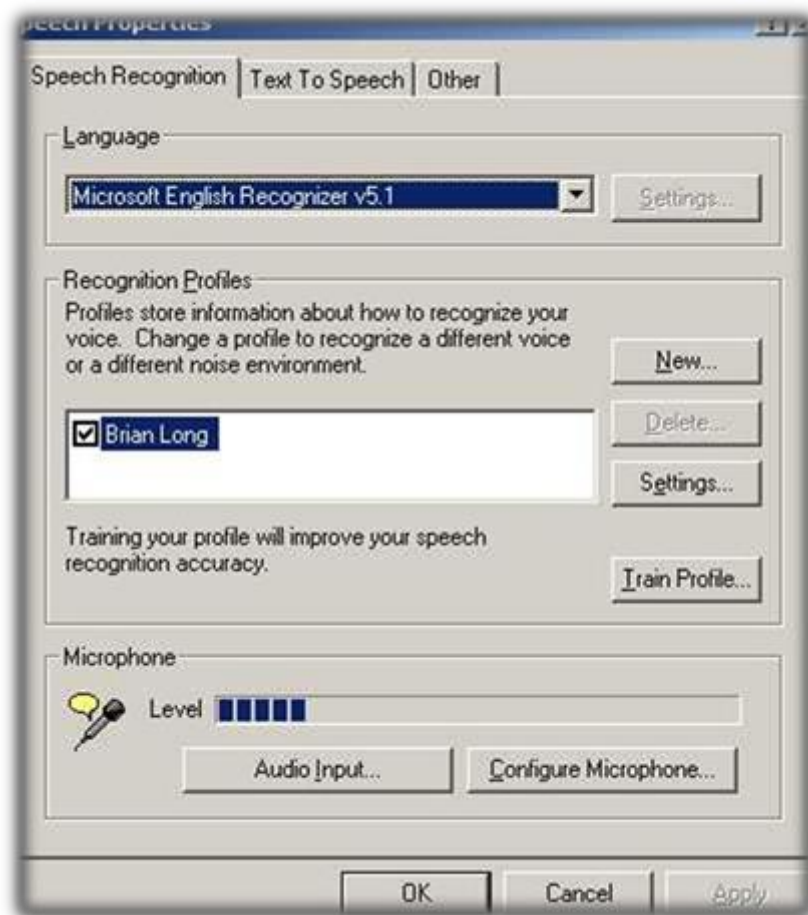 Speech Properties
Speech Recognition Text To Speech Other
Language
Microsoft English Recognizer v5.1 Settings...
Recognition Profiles
Profiles store information about how to recognize your
voice. Change a profile to recognize a different voice
or a different noise environment.
New...
Brian Long Delete...
Settings...
Training your profile will improve your speech
recognition accuracy.
Train Profile...
Microphone
Level
Audio Input... Configure Microphone...
OK Cancel Apply